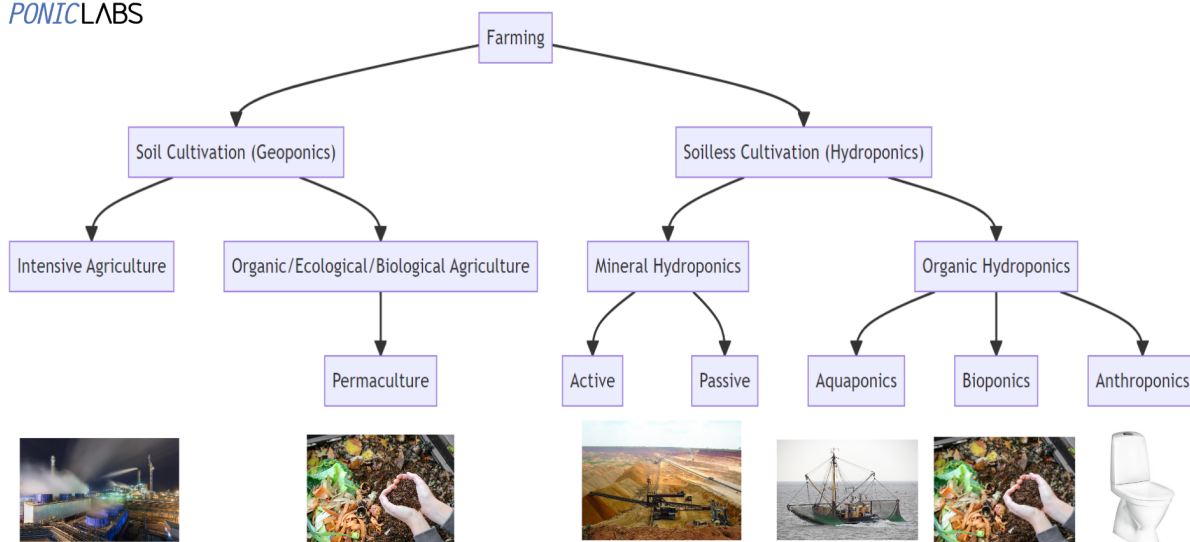 PONICLABS
Farming
Soil Cultivation (Geoponics)
Soilless Cultivation (Hydroponics)
Intensive Agriculture
Organic/Ecological/Biological Agriculture
Mineral Hydroponics
Organic Hydroponics
Permaculture
Active
Passive
Aquaponics
Bioponics
Anthroponics